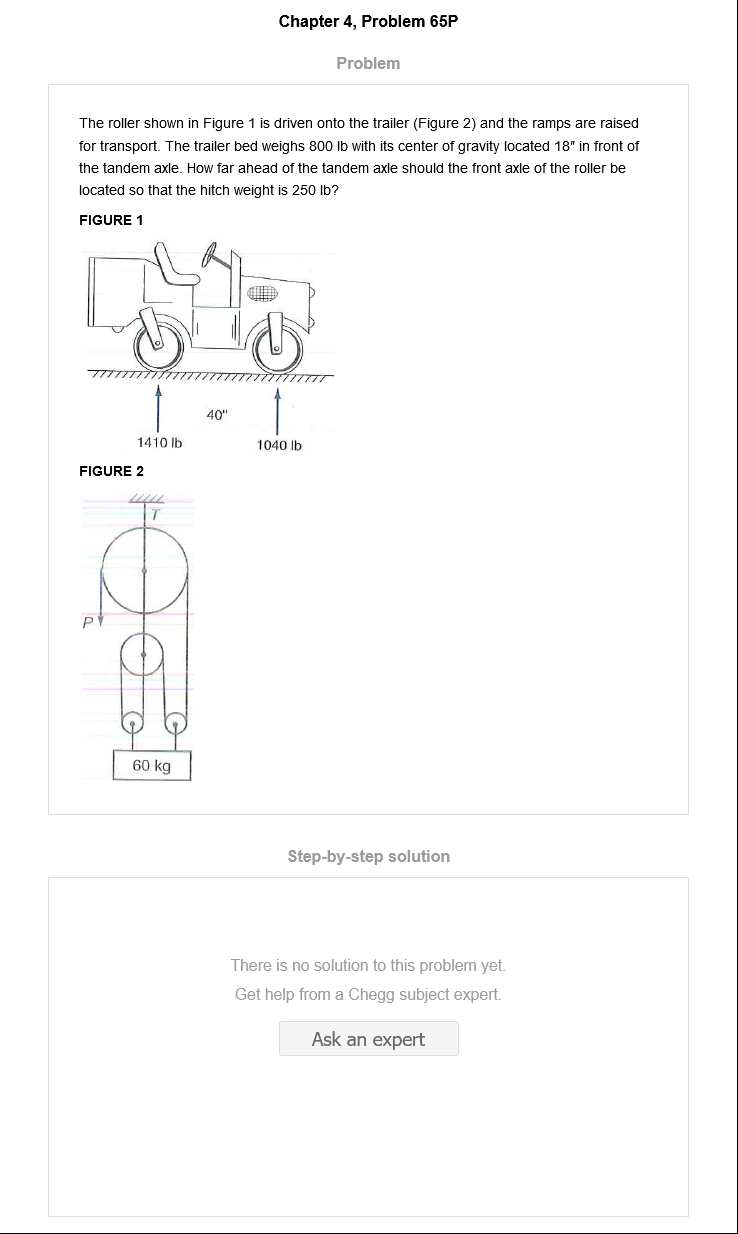 Chapter 4, Problem 65P
Problem
The roller shown in Figure 1 is driven onto the trailer (Figure 2) and the ramps are raised
for transport. The trailer bed weighs 800 lb with its center of gravity located 18″ in front of
the tandem axle. How far ahead of the tandem axle should the front axle of the roller be
located so that the hitch weight is 250 lb?
FIGURE 1
40"
1410 lb
1040 lb
FIGURE 2
T
P
60 kg
Step-by-step solution
There is no solution to this problem yet.
Get help from a Chegg subject expert.
Ask an expert